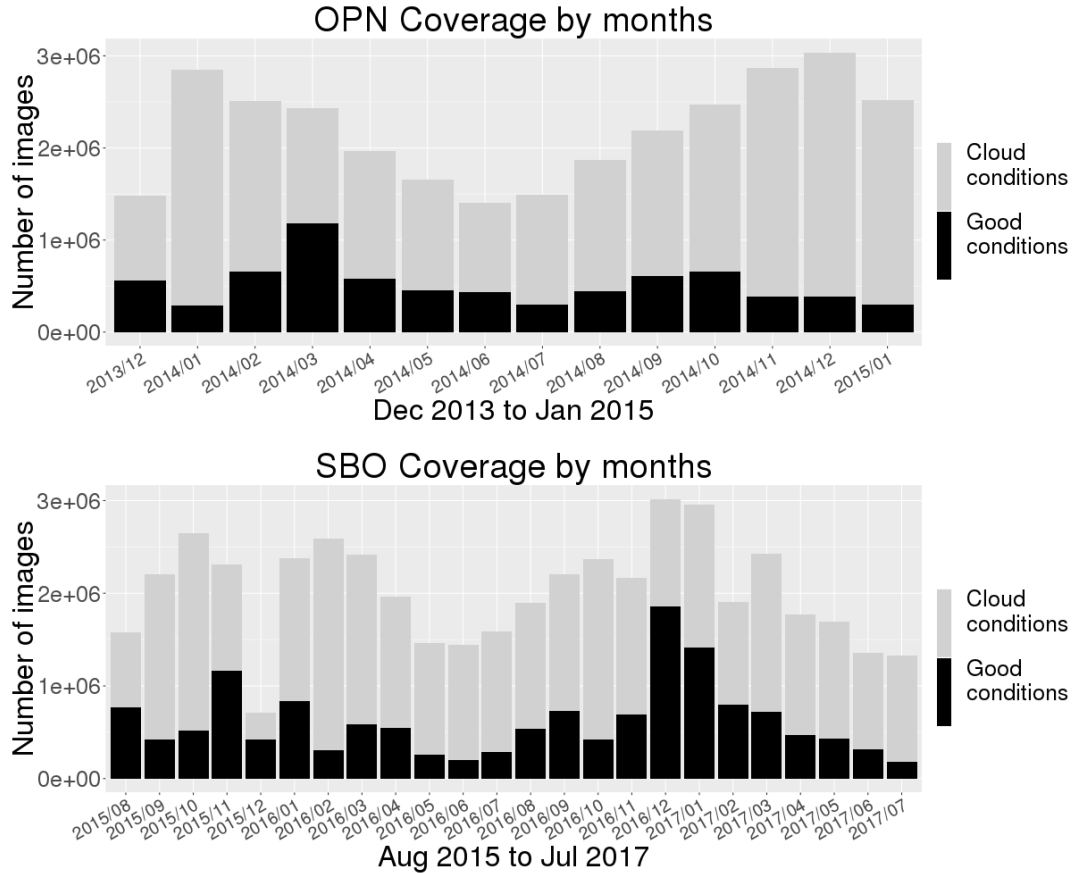 OPN Coverage by months
Number of images
3e+06
2e+06
1e+06
0e+00
2013/12 2014/01 2014/02 2014/03 2014/04 2014/05 2014/06 2014/07 2014/08 2014/09 2014/10 2014/11 2014/12 2015/01
Dec 2013 to Jan 2015
Cloud
conditions
Good
conditions
SBO Coverage by months
Number of images
3e+06
2e+06
1e+06
0e+00
2015/08 2015/09 2015/10 2015/11 2015/12 2016/01 2016/02 2016/03 2016/04 2016/05 2016/06 2016/07 2016/08 2016/09 2016/10 2016/11 2016/12 2017/01 2017/02 2017/03 2017/04 2017/05 2017/06 2017/07
Aug 2015 to Jul 2017
Cloud
conditions
Good
conditions